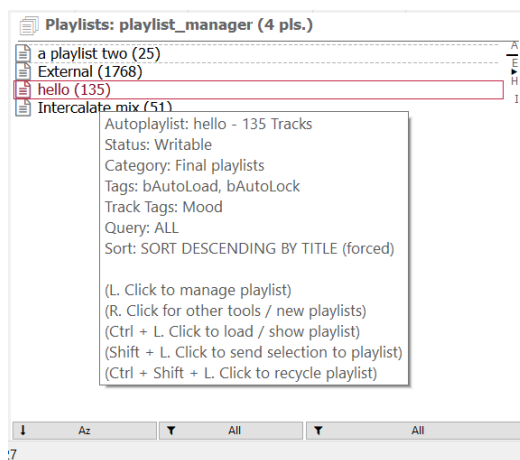 Playlists: playlist_manager (4 pls.)
a playlist two (25)
External (1768)
hello (135)
Intercalate mix (51)
A
E
H
I
Autoplaylist: hello - 135 Tracks
Status: Writable
Category: Final playlists
Tags: bAutoLoad, bAutoLock
Track Tags: Mood
Query: ALL
Sort: SORT DESCENDING BY TITLE (forced)
(L. Click to manage playlist)
(R. Click for other tools / new playlists)
(Ctrl + L. Click to load / show playlist)
(Shift + L. Click to send selection to playlist)
(Ctrl + Shift + L. Click to recycle playlist)
Az All All